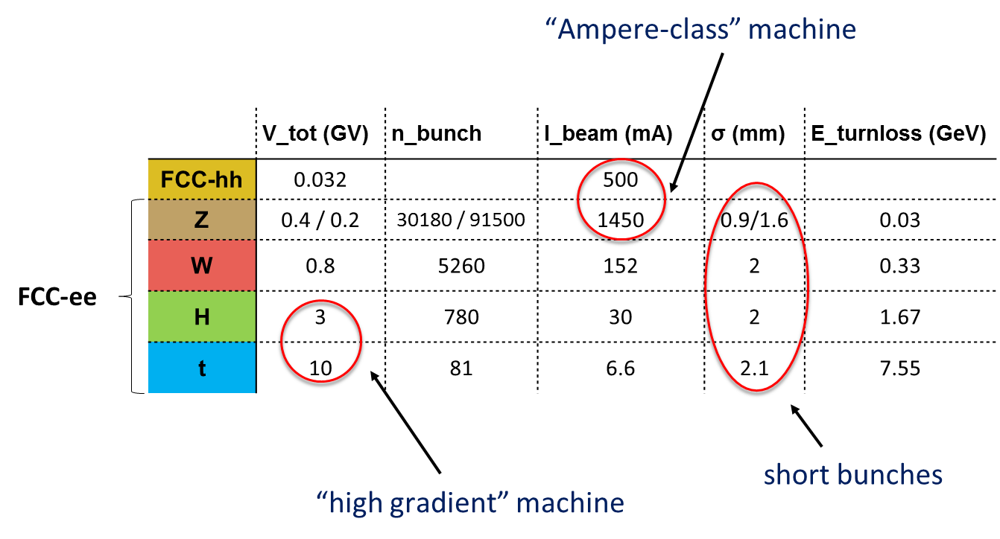 “Ampere-class” machine
V_tot (GV) n_bunch I_beam (mA) σ (mm) E_turnloss (GeV)
FCC-hh 0.032 500
Z 0.4 / 0.2 30180 / 91500 1450 0.9/1.6 0.03
W 0.8 5260 152 2 0.33
FCC-ee
H 3 780 30 2 1.67
t 10 81 6.6 2.1 7.55
short bunches
“high gradient” machine